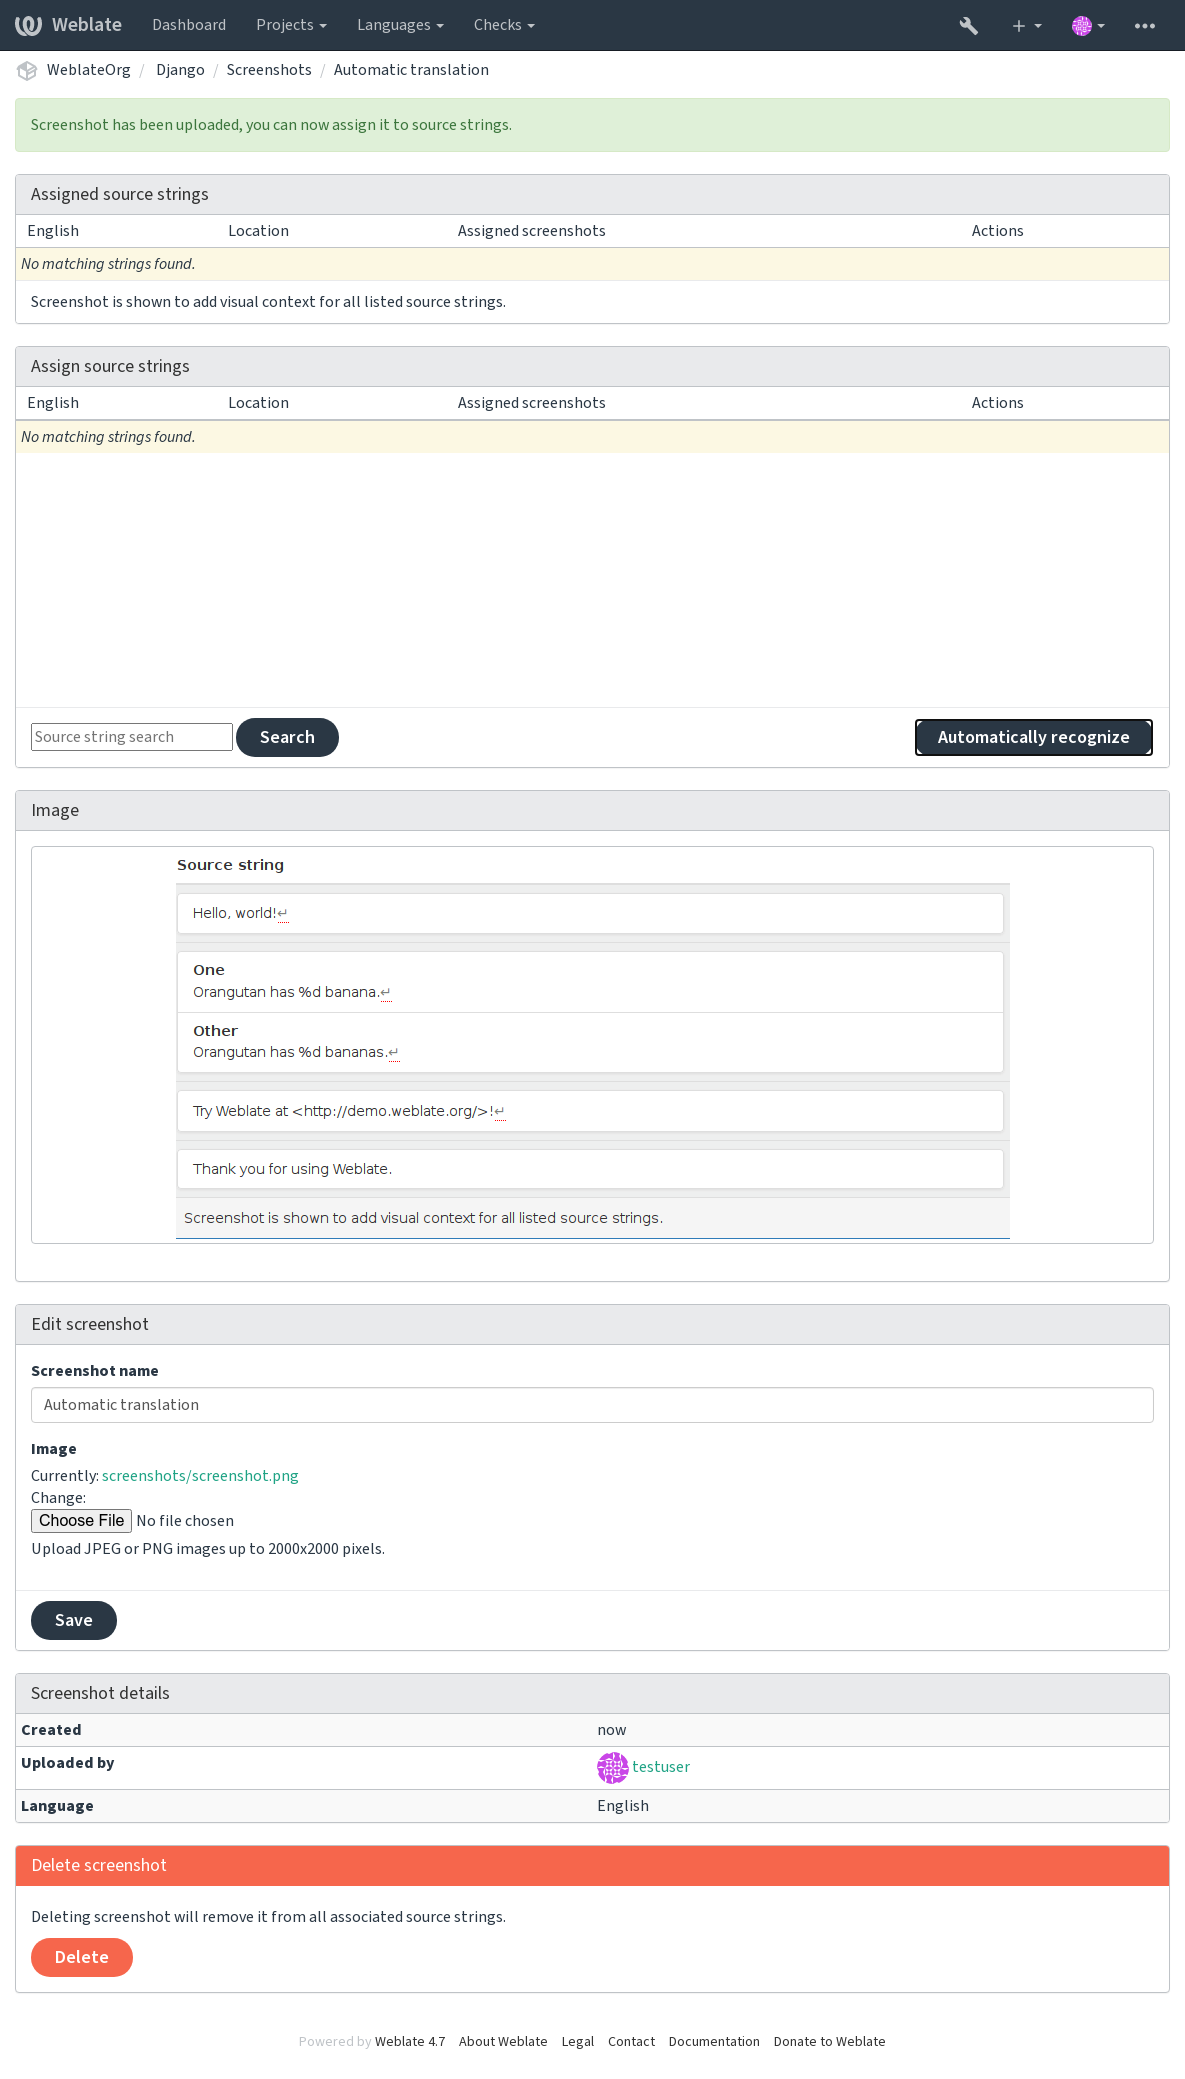 Weblate Dashboard Projects Languages Checks
WeblateOrg / Django / Screenshots / Automatic translation
Screenshot has been uploaded, you can now assign it to source strings.
Assigned source strings
English Location Assigned screenshots Actions
No matching strings found.
Screenshot is shown to add visual context for all listed source strings.
Assign source strings
English Location Assigned screenshots Actions
No matching strings found.
Source string search Search Automatically recognize
Image
Source string
Hello, world!↵
One
Orangutan has %d banana.↵
Other
Orangutan has %d bananas.↵
Try Weblate at <http://demo.weblate.org/>!↵
Thank you for using Weblate.
Screenshot is shown to add visual context for all listed source strings.
Edit screenshot
Screenshot name
Automatic translation
Image
Currently: screenshots/screenshot.png
Change:
Choose File No file chosen
Upload JPEG or PNG images up to 2000x2000 pixels.
Save
Screenshot details
Created now
Uploaded by testuser
Language English
Delete screenshot
Deleting screenshot will remove it from all associated source strings.
Delete
Powered by Weblate 4.7 About Weblate Legal Contact Documentation Donate to Weblate